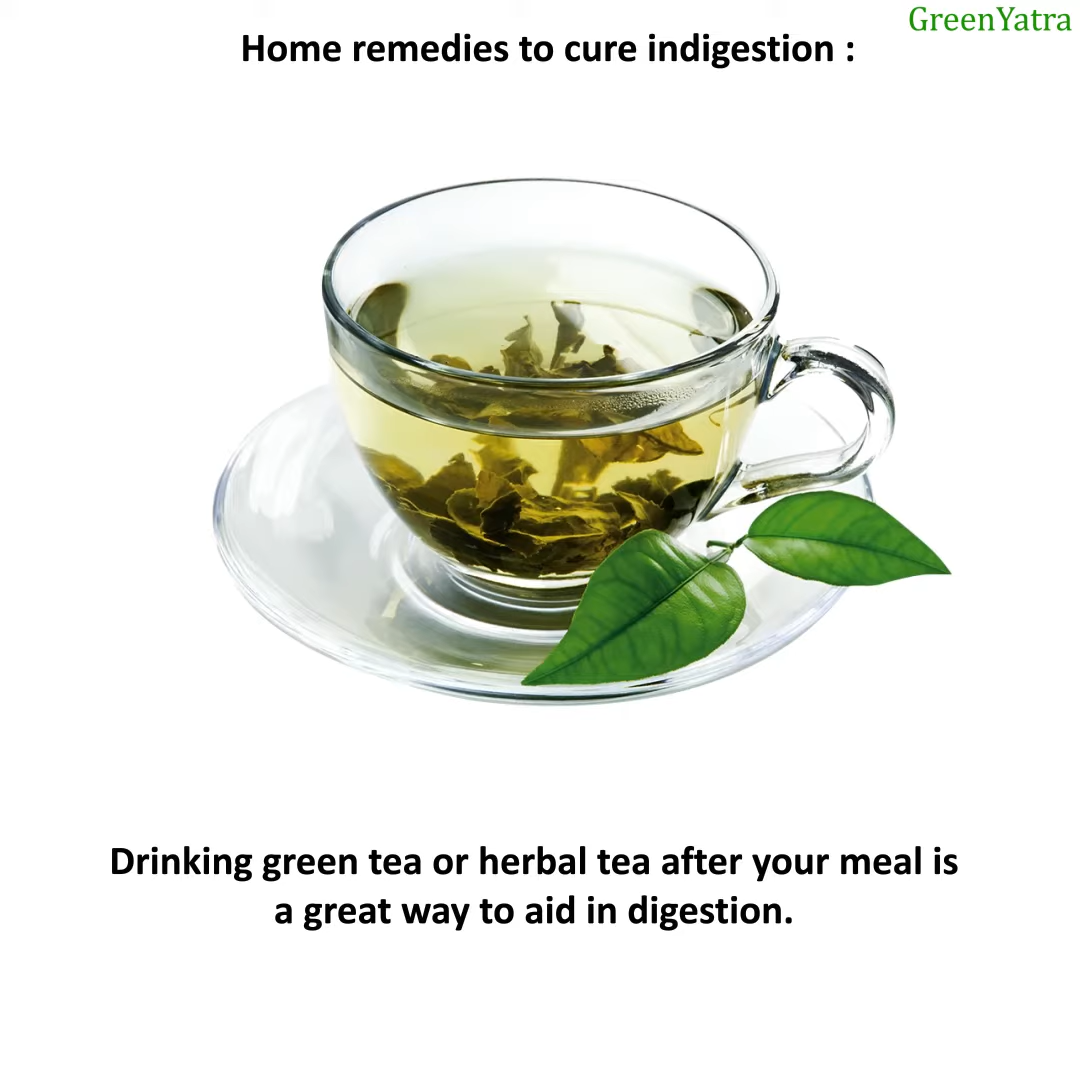 GreenYatra
Home remedies to cure indigestion :
Drinking green tea or herbal tea after your meal is
a great way to aid in digestion.